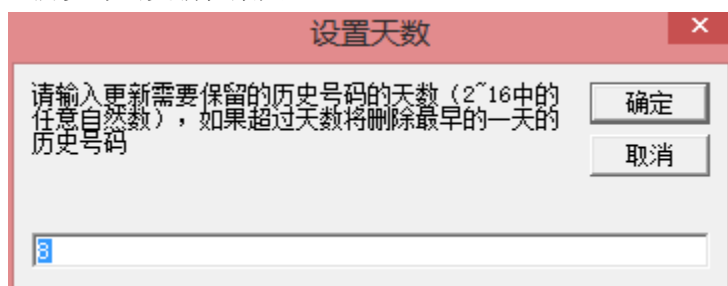 设置天数
×
请输入更新需要保留的历史号码的天数（2~16中的
任意自然数），如果超过天数将删除最早的一天的
历史号码
确定
取消
8